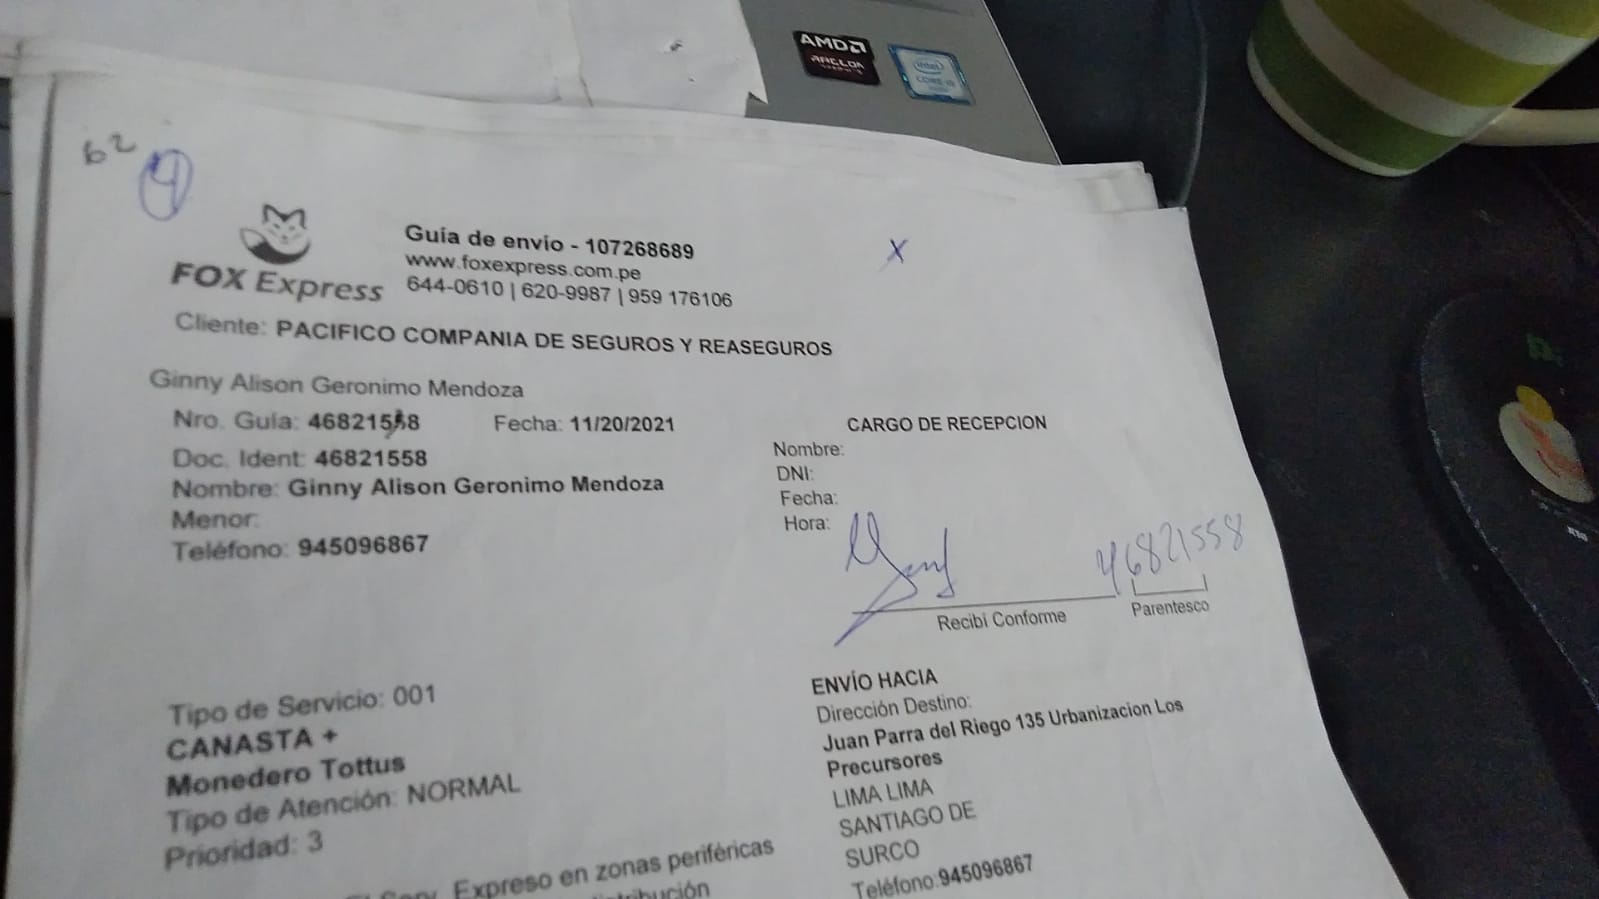 AMD
intel
CORE i5
62
4
Guía de envío - 107268689
www.foxexpress.com.pe
644-0610 | 620-9987 | 959 176106
FOX Express
X
Cliente: PACIFICO COMPANIA DE SEGUROS Y REASEGUROS
Ginny Alison Geronimo Mendoza
Nro. Guía: 46821558
Fecha: 11/20/2021
Doc. Ident: 46821558
Nombre: Ginny Alison Geronimo Mendoza
Menor:
Teléfono: 945096867
CARGO DE RECEPCION
Nombre:
DNI:
Fecha:
Hora:
46821558
Recibi Conforme
Parentesco
Tipo de Servicio: 001
CANASTA +
Monedero Tottus
Tipo de Atención: NORMAL
Prioridad: 3
ENVÍO HACIA
Dirección Destino:
Juan Parra del Riego 135 Urbanizacion Los
Precursores
LIMA LIMA
SANTIAGO DE
SURCO
Teléfono:945096867
Serv. Expreso en zonas periféricas